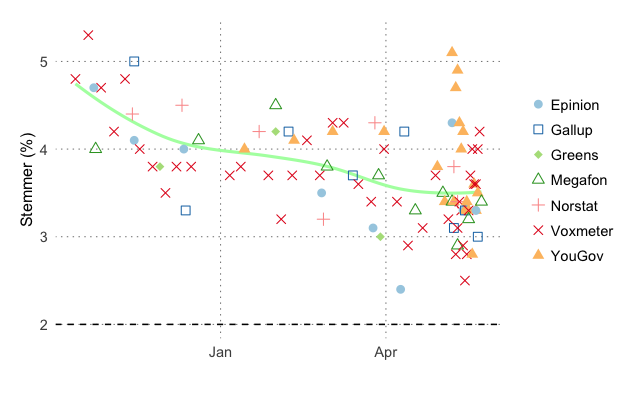 Stemmer (%)
5
4
3
2
Jan
Apr
Epinion
Gallup
Greens
Megafon
Norstat
Voxmeter
YouGov